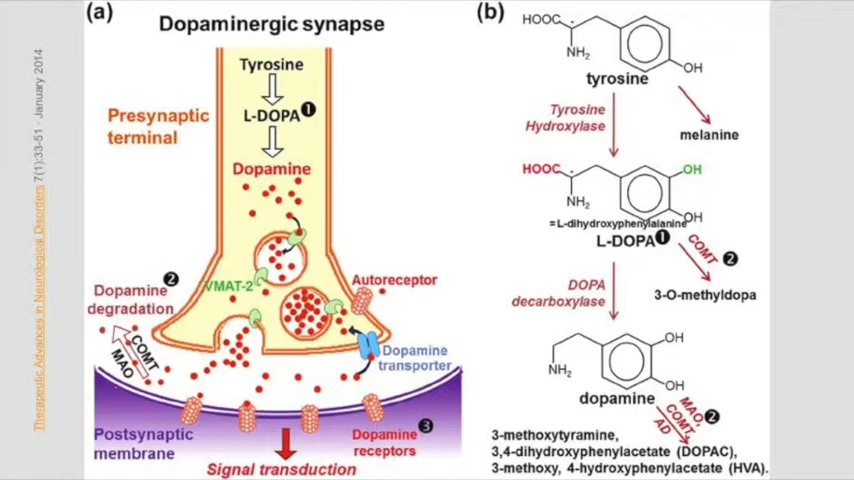 Therapeutic Advances in Neurological Disorders 7(1):33-51 · January 2014
(a)
Dopaminergic synapse
Tyrosine
Presynaptic
terminal
L-DOPA ❶
Dopamine
VMAT-2
Autoreceptor
❷
Dopamine
degradation
COMT
MAO
Dopamine
transporter
Postsynaptic
membrane
Dopamine ❸
receptors
Signal transduction
(b)
HOOC
NH₂
OH
tyrosine
Tyrosine
Hydroxylase
melanine
HOOC
OH
NH₂
OH
=L-dihydroxyphenylalanine
L-DOPA ❶
COMT ❷
DOPA
decarboxylase
3-O-methyldopa
OH
NH₂
OH
dopamine
MAO, ❷
COMT,
AD
3-methoxytyramine,
3,4-dihydroxyphenylacetate (DOPAC),
3-methoxy, 4-hydroxyphenylacetate (HVA).